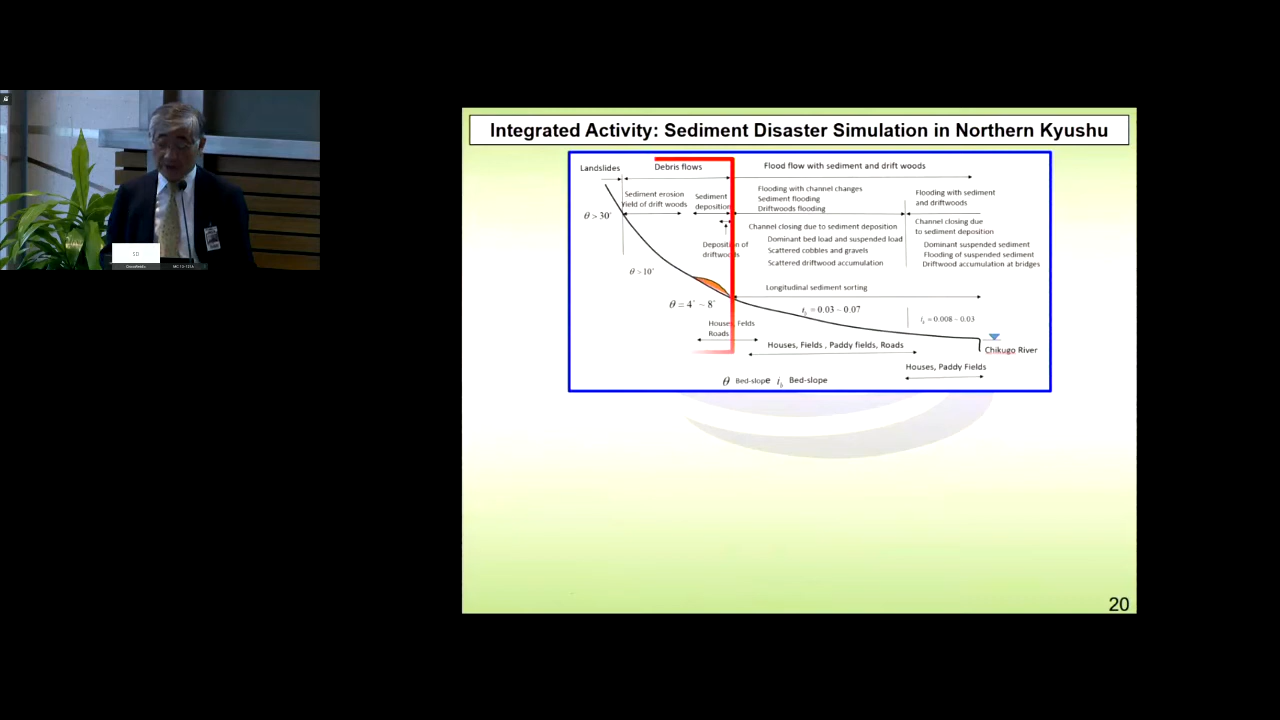 Integrated Activity: Sediment Disaster Simulation in Northern Kyushu
Landslides
Debris flows
Flood flow with sediment and drift woods
Sediment erosion
Yield of drift woods
Sediment
deposition
Flooding with channel changes
Sediment flooding
Driftwoods flooding
Flooding with sediment
and driftwoods
θ > 30°
Channel closing due to sediment deposition
Channel closing due
to sediment deposition
Deposition of
driftwoods
Dominant bed load and suspended load
Scattered cobbles and gravels
Scattered driftwood accumulation
Dominant suspended sediment
Flooding of suspended sediment
Driftwood accumulation at bridges
θ > 10°
Longitudinal sediment sorting
θ = 4° ~ 8°
i_b = 0.03 ~ 0.07
i_b = 0.008 ~ 0.03
Houses, Felds
Roads
Houses, Fields , Paddy fields, Roads
Chikugo River
Houses, Paddy Fields
θ Bed-slope i_b Bed-slope
20